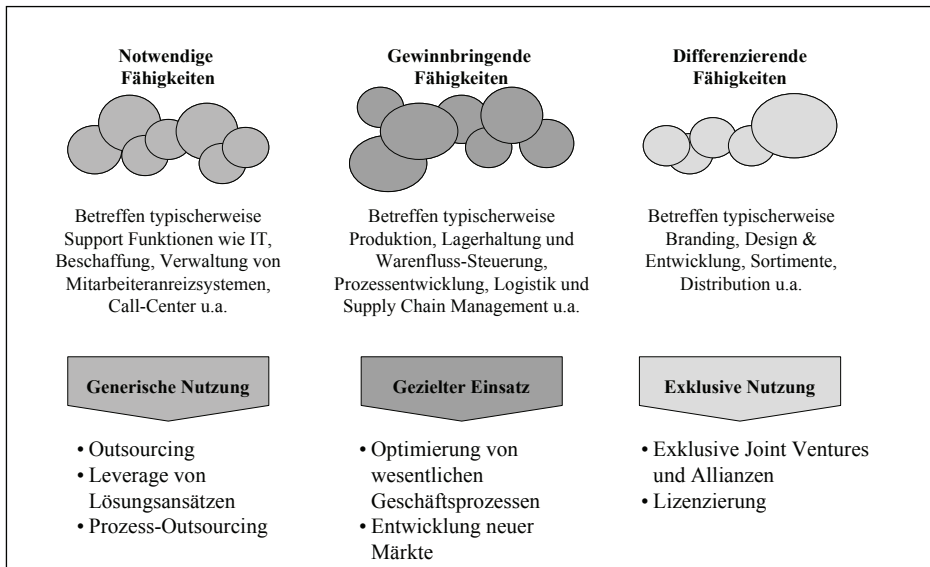 Notwendige
Fähigkeiten
Betreffen typischerweise
Support Funktionen wie IT,
Beschaffung, Verwaltung von
Mitarbeiteranreizsystemen,
Call-Center u.a.
Generische Nutzung
• Outsourcing
• Leverage von
Lösungsansätzen
• Prozess-Outsourcing
Gewinnbringende
Fähigkeiten
Betreffen typischerweise
Produktion, Lagerhaltung und
Warenfluss-Steuerung,
Prozessentwicklung, Logistik und
Supply Chain Management u.a.
Gezielter Einsatz
• Optimierung von
wesentlichen
Geschäftsprozessen
• Entwicklung neuer
Märkte
Differenzierende
Fähigkeiten
Betreffen typischerweise
Branding, Design &
Entwicklung, Sortimente,
Distribution u.a.
Exklusive Nutzung
• Exklusive Joint Ventures
und Allianzen
• Lizenzierung